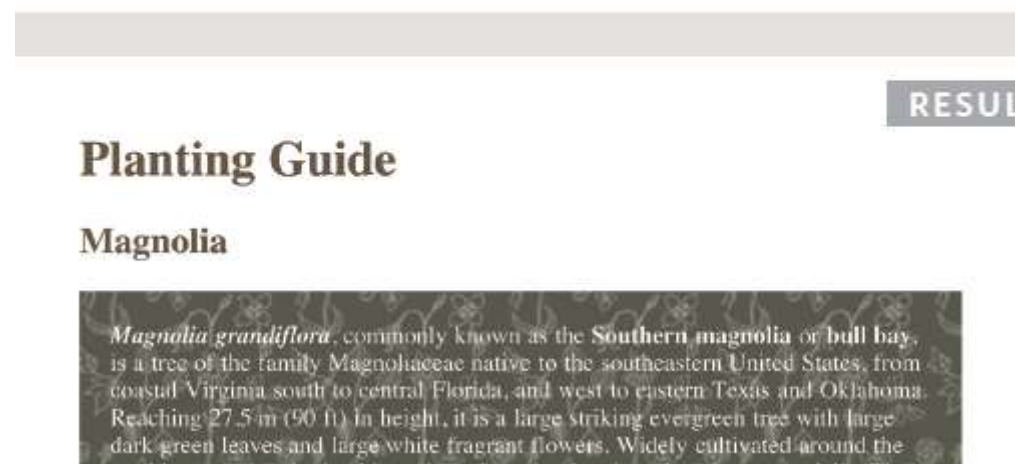 RESUL
Planting Guide
Magnolia
Magnolia grandiflora, commonly known as the Southern magnolia or bull bay,
is a tree of the family Magnoliaceae native to the southeastern United States, from
coastal Virginia south to central Florida, and west to eastern Texas and Oklahoma.
Reaching 27.5 m (90 ft) in height, it is a large striking evergreen tree with large
dark green leaves and large white fragrant flowers. Widely cultivated around the